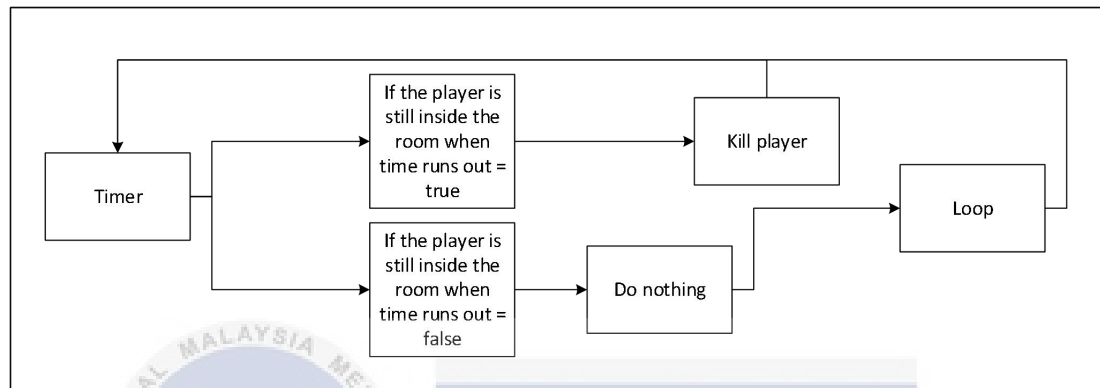 If the player is
still inside the
room when
time runs out =
true
Kill player
Timer
Loop
If the player is
still inside the
room when
time runs out =
false
Do nothing
MALAYSIA